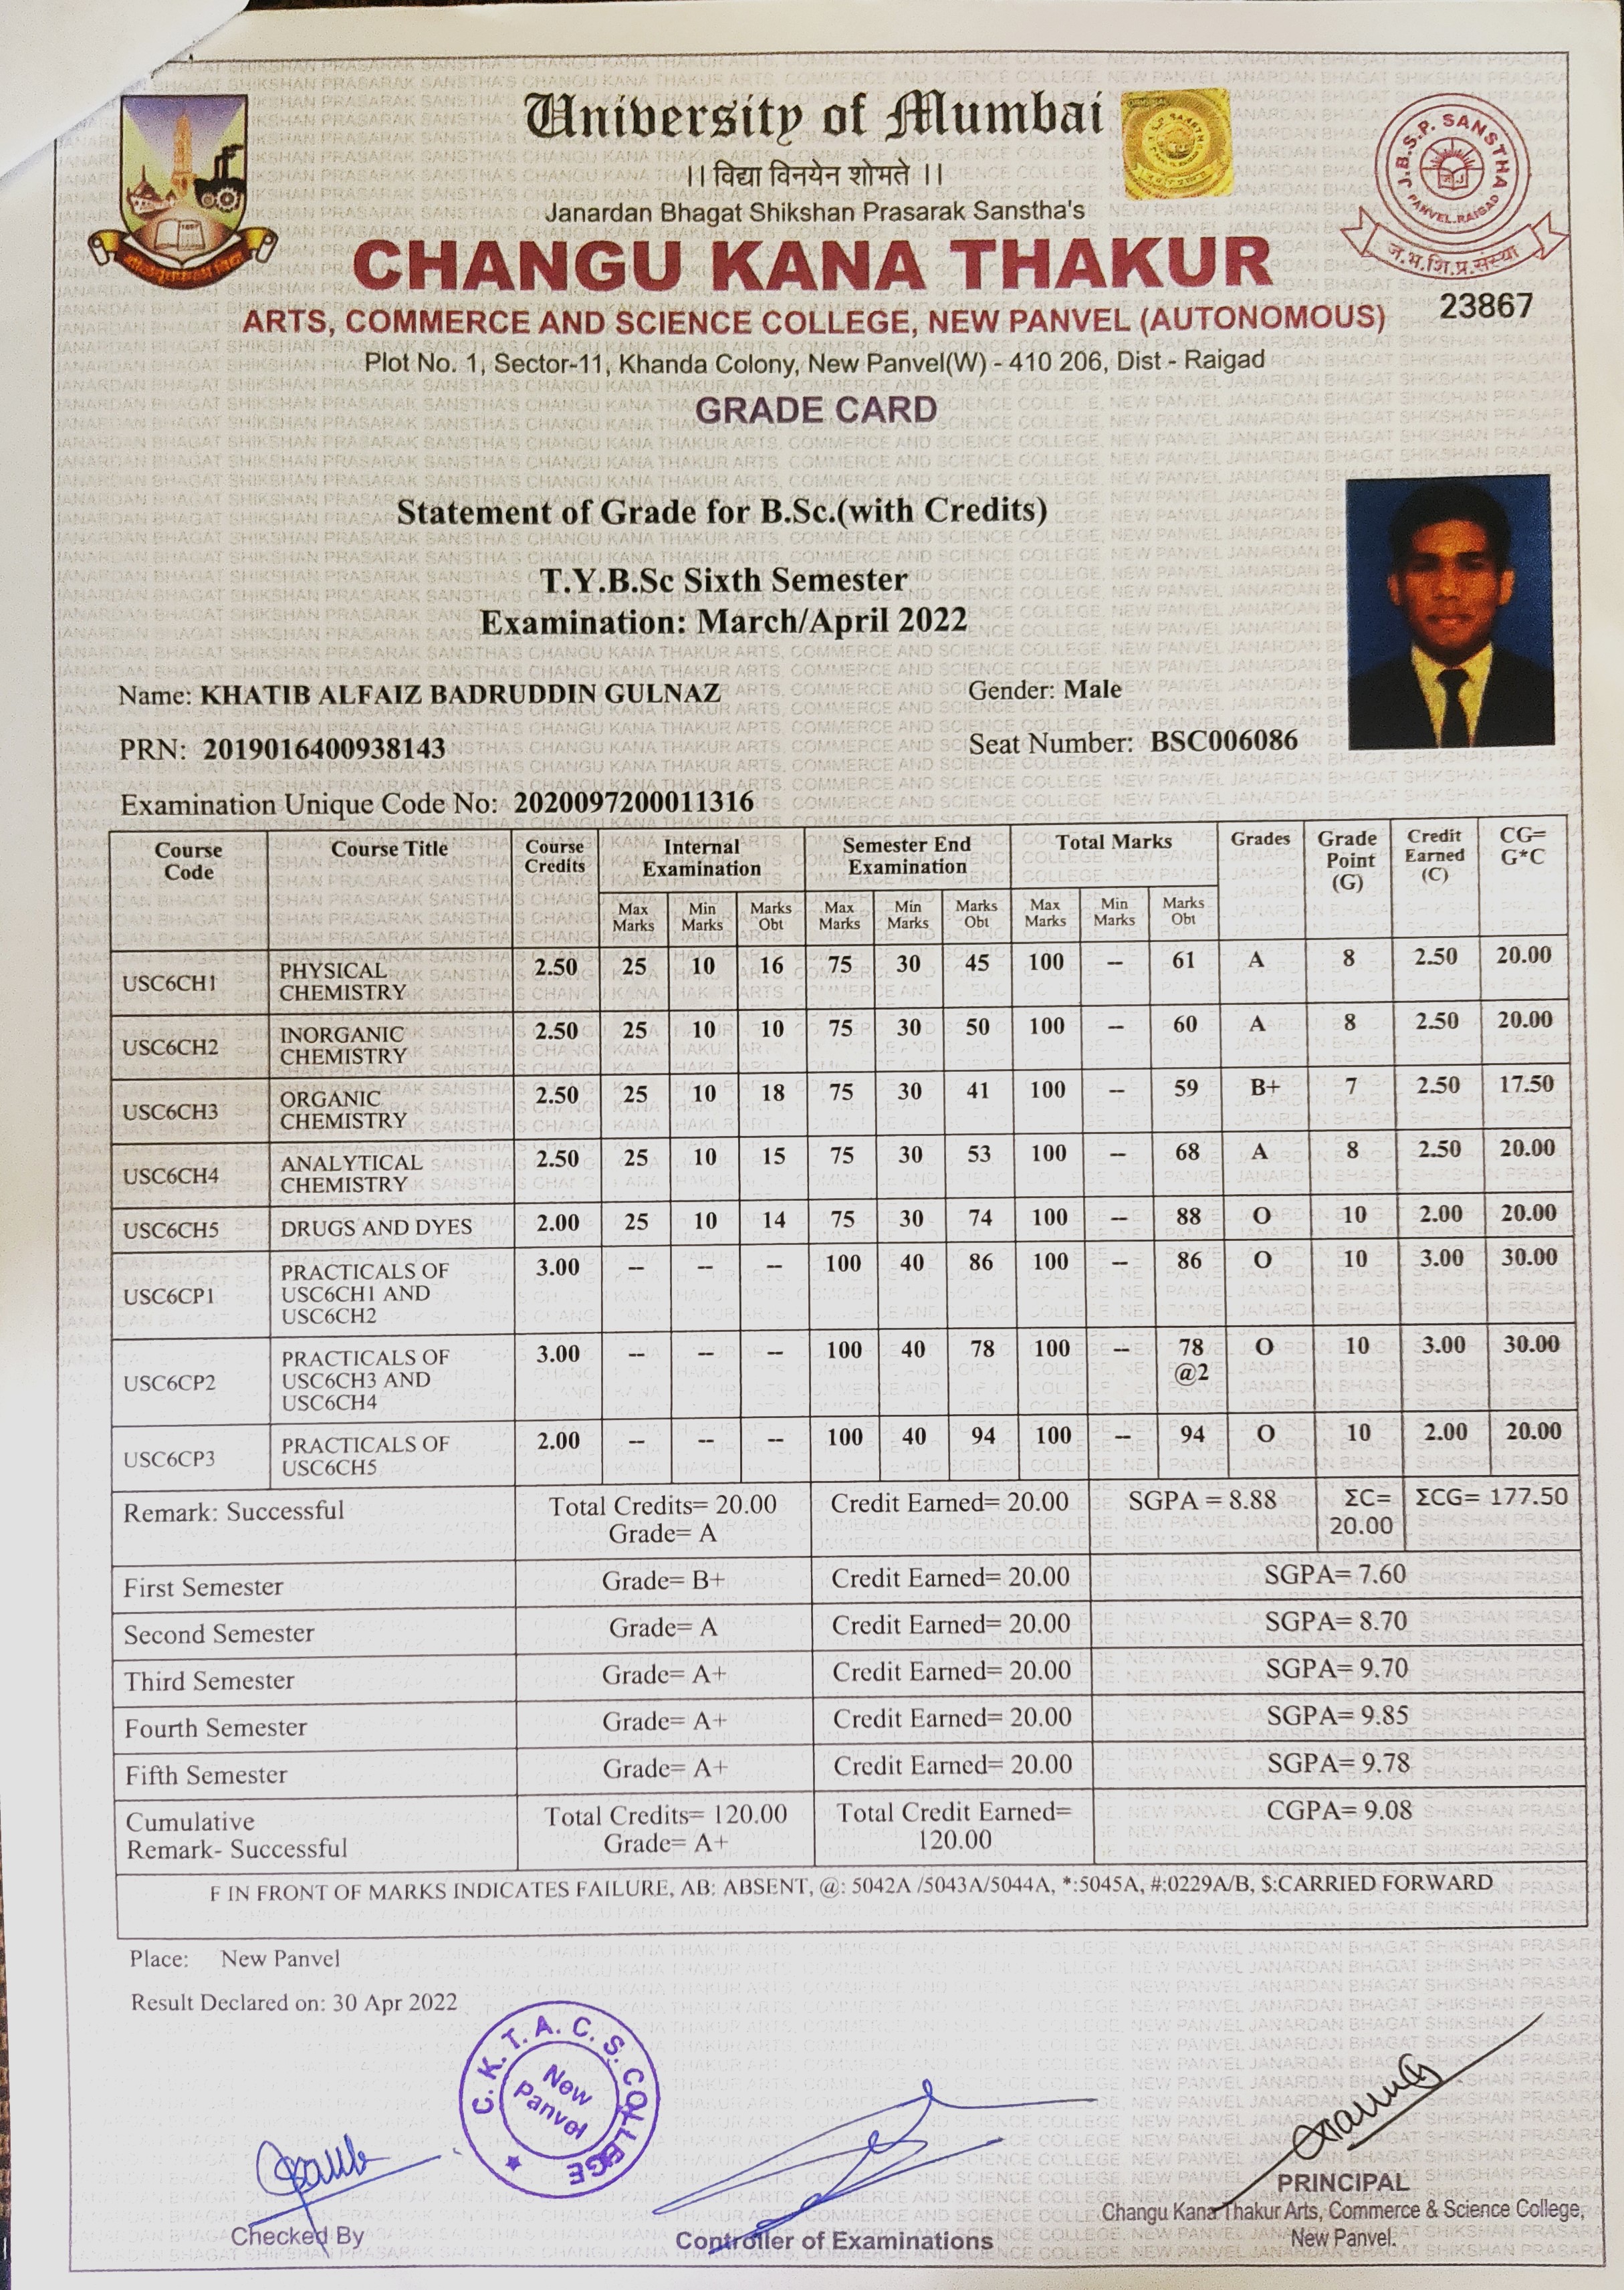 University of Mumbai
।। विद्या विनयेन शोभते ।।
Janardan Bhagat Shikshan Prasarak Sanstha's
CHANGU KANA THAKUR
ARTS, COMMERCE AND SCIENCE COLLEGE, NEW PANVEL (AUTONOMOUS)
J.B.S.P. SANSTHA
PANVEL.RAIGAD
ज.भ.शि.प्र.संस्था
23867
Plot No. 1, Sector-11, Khanda Colony, New Panvel(W) - 410 206, Dist - Raigad
GRADE CARD
Statement of Grade for B.Sc.(with Credits)
T.Y.B.Sc Sixth Semester
Examination: March/April 2022
Name: KHATIB ALFAIZ BADRUDDIN GULNAZ Gender: Male
PRN: 2019016400938143 Seat Number: BSC006086
Examination Unique Code No: 2020097200011316
Course Code Course Title Course Credits Internal Examination Semester End Examination Total Marks Grades Grade Point (G) Credit Earned (C) CG= G*C
Max Marks Min Marks Marks Obt Max Marks Min Marks Marks Obt Max Marks Min Marks Marks Obt
USC6CH1 PHYSICAL CHEMISTRY 2.50 25 10 16 75 30 45 100 -- 61 A 8 2.50 20.00
USC6CH2 INORGANIC CHEMISTRY 2.50 25 10 10 75 30 50 100 -- 60 A 8 2.50 20.00
USC6CH3 ORGANIC CHEMISTRY 2.50 25 10 18 75 30 41 100 -- 59 B+ 7 2.50 17.50
USC6CH4 ANALYTICAL CHEMISTRY 2.50 25 10 15 75 30 53 100 -- 68 A 8 2.50 20.00
USC6CH5 DRUGS AND DYES 2.00 25 10 14 75 30 74 100 -- 88 O 10 2.00 20.00
USC6CP1 PRACTICALS OF USC6CH1 AND USC6CH2 3.00 -- -- -- 100 40 86 100 -- 86 O 10 3.00 30.00
USC6CP2 PRACTICALS OF USC6CH3 AND USC6CH4 3.00 -- -- -- 100 40 78 100 -- 78 @2 O 10 3.00 30.00
USC6CP3 PRACTICALS OF USC6CH5 2.00 -- -- -- 100 40 94 100 -- 94 O 10 2.00 20.00
Remark: Successful Total Credits= 20.00 Grade= A Credit Earned= 20.00 SGPA = 8.88 ΣC= 20.00 ΣCG= 177.50
First Semester Grade= B+ Credit Earned= 20.00 SGPA= 7.60
Second Semester Grade= A Credit Earned= 20.00 SGPA= 8.70
Third Semester Grade= A+ Credit Earned= 20.00 SGPA= 9.70
Fourth Semester Grade= A+ Credit Earned= 20.00 SGPA= 9.85
Fifth Semester Grade= A+ Credit Earned= 20.00 SGPA= 9.78
Cumulative Remark- Successful Total Credits= 120.00 Grade= A+ Total Credit Earned= 120.00 CGPA= 9.08
F IN FRONT OF MARKS INDICATES FAILURE, AB: ABSENT, @: 5042A /5043A/5044A, *:5045A, #:0229A/B, $:CARRIED FORWARD
Place: New Panvel
Result Declared on: 30 Apr 2022
C. K. T. A. C. S. COLLEGE
New Panvel
Checked By
Controller of Examinations
PRINCIPAL
Changu Kana Thakur Arts, Commerce & Science College,
New Panvel.